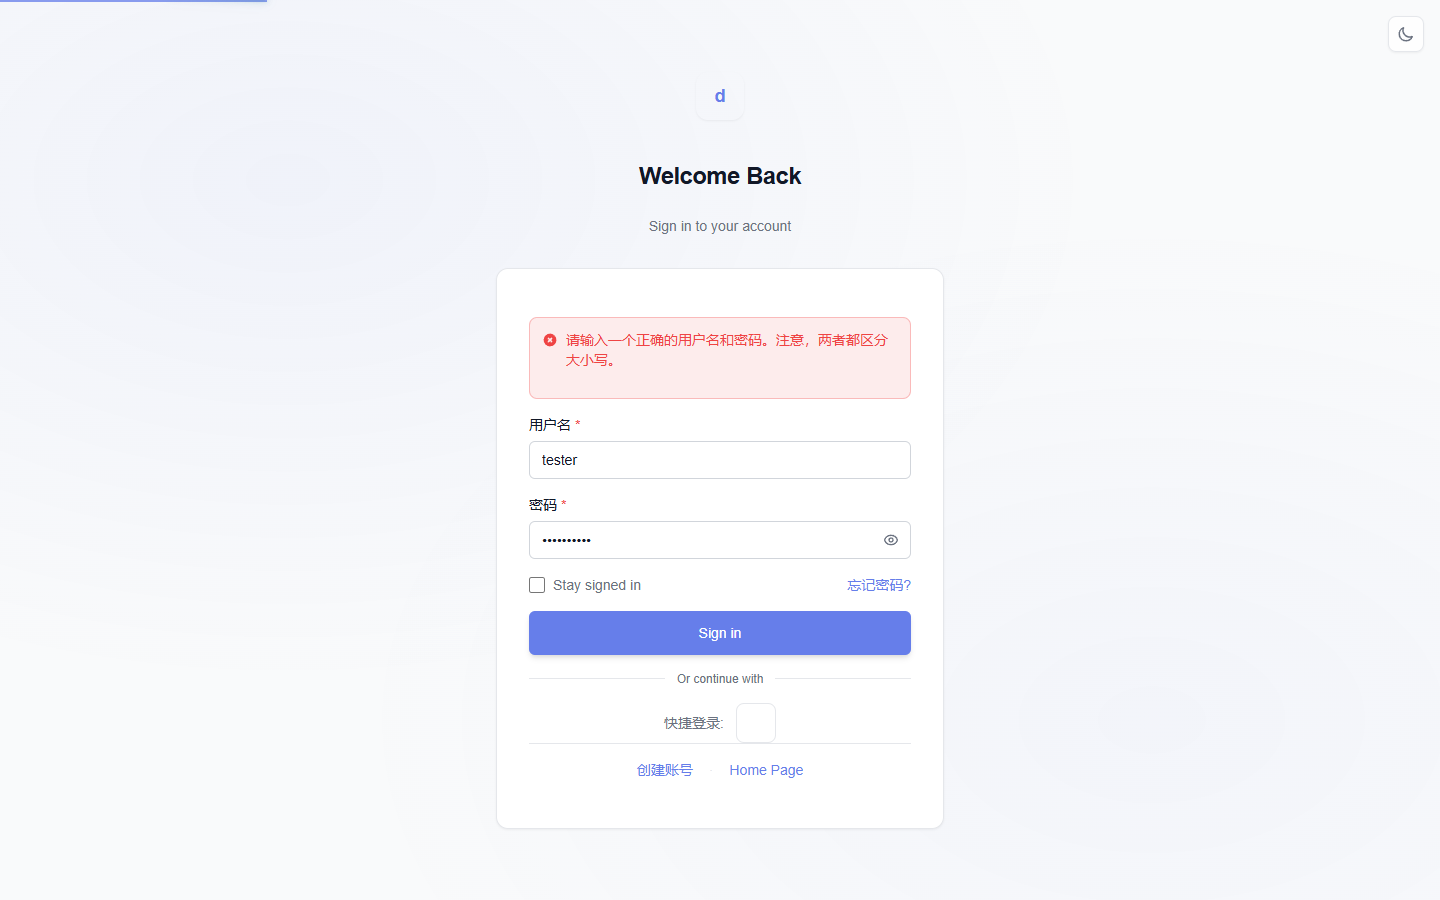 d
Welcome Back
Sign in to your account
请输入一个正确的用户名和密码。注意，两者都区分
大小写。
用户名 *
tester
密码 *
••••••••••
Stay signed in 忘记密码?
Sign in
Or continue with
快捷登录:
创建账号 · Home Page